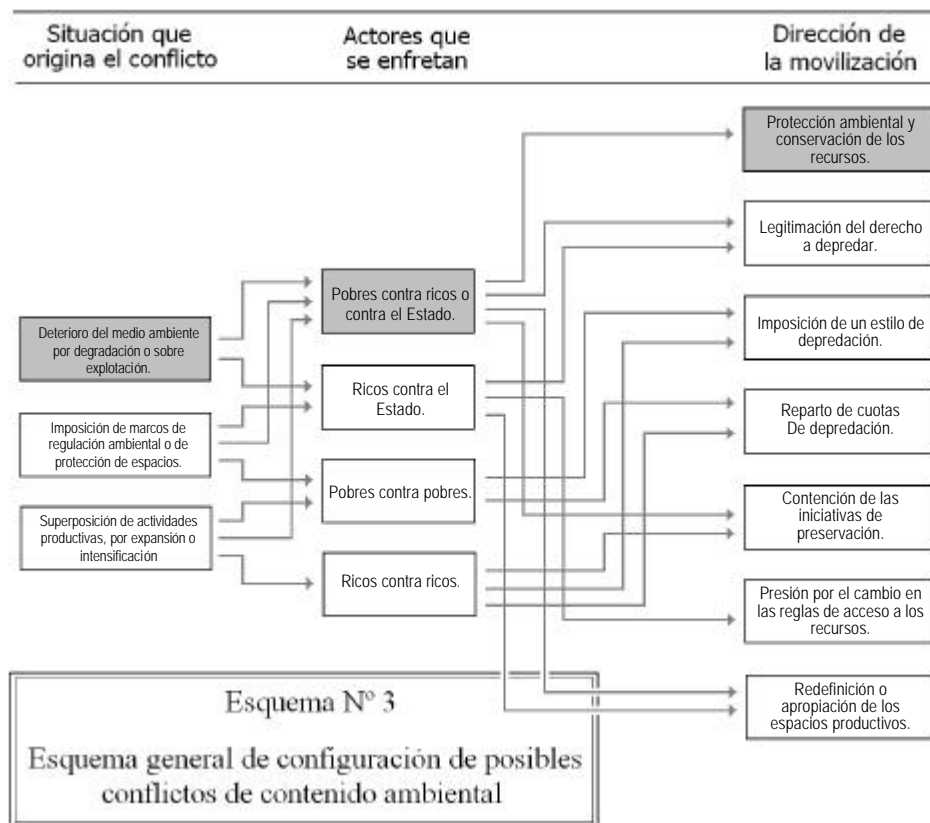 Situación que
origina el conflicto
Actores que
se enfretan
Dirección de
la movilización
Deterioro del medio ambiente
por degradación o sobre
explotación.
Imposición de marcos de
regulación ambiental o de
protección de espacios.
Superposición de actividades
productivas, por expansión o
intensificación
Pobres contra ricos o
contra el Estado.
Ricos contra el
Estado.
Pobres contra pobres.
Ricos contra ricos.
Protección ambiental y
conservación de los
recursos.
Legitimación del derecho
a depredar.
Imposición de un estilo de
depredación.
Reparto de cuotas
De depredación.
Contención de las
iniciativas de
preservación.
Presión por el cambio en
las reglas de acceso a los
recursos.
Redefinición o
apropiación de los
espacios productivos.
Esquema Nº 3
Esquema general de configuración de posibles
conflictos de contenido ambiental